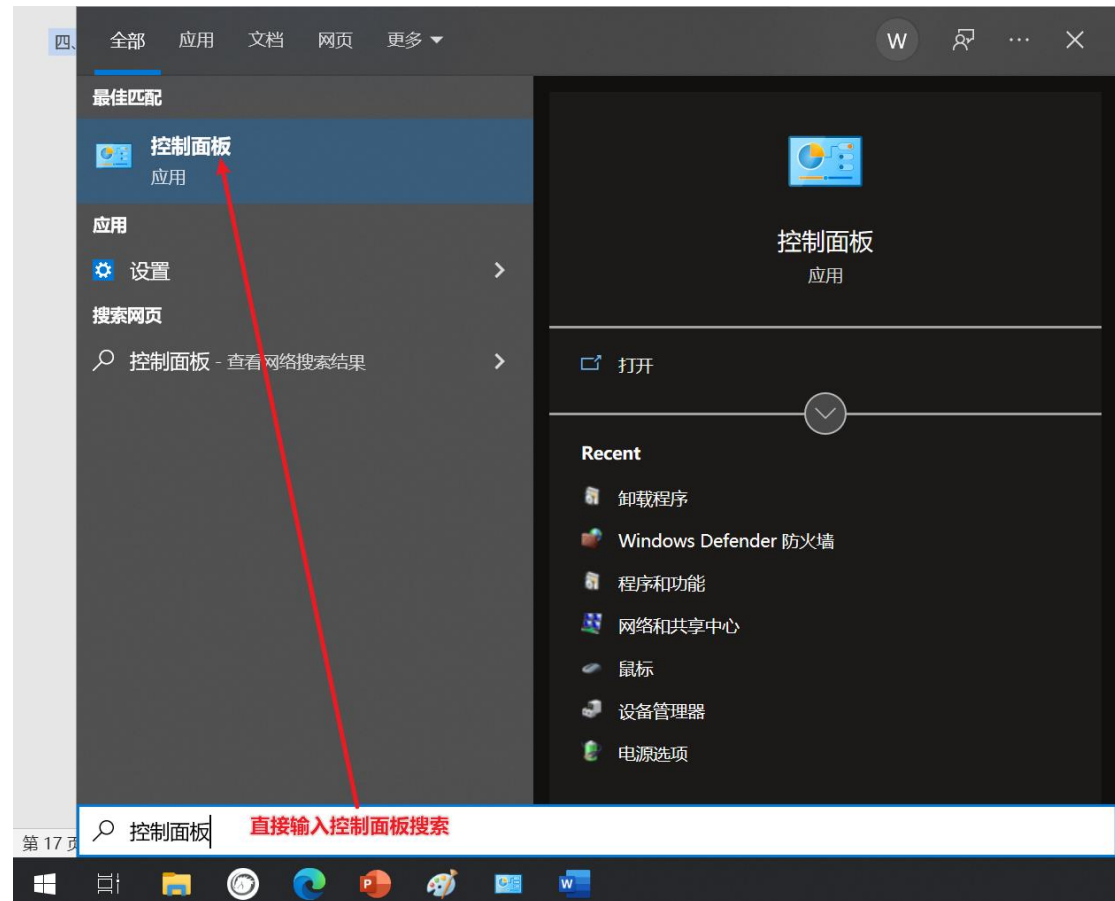 四、
全部 应用 文档 网页 更多 W ...
最佳匹配
控制面板
应用
应用
设置
搜索网页
控制面板 - 查看网络搜索结果
控制面板
应用
打开
Recent
卸载程序
Windows Defender 防火墙
程序和功能
网络和共享中心
鼠标
设备管理器
电源选项
控制面板 直接输入控制面板搜索
第 17 页
P W